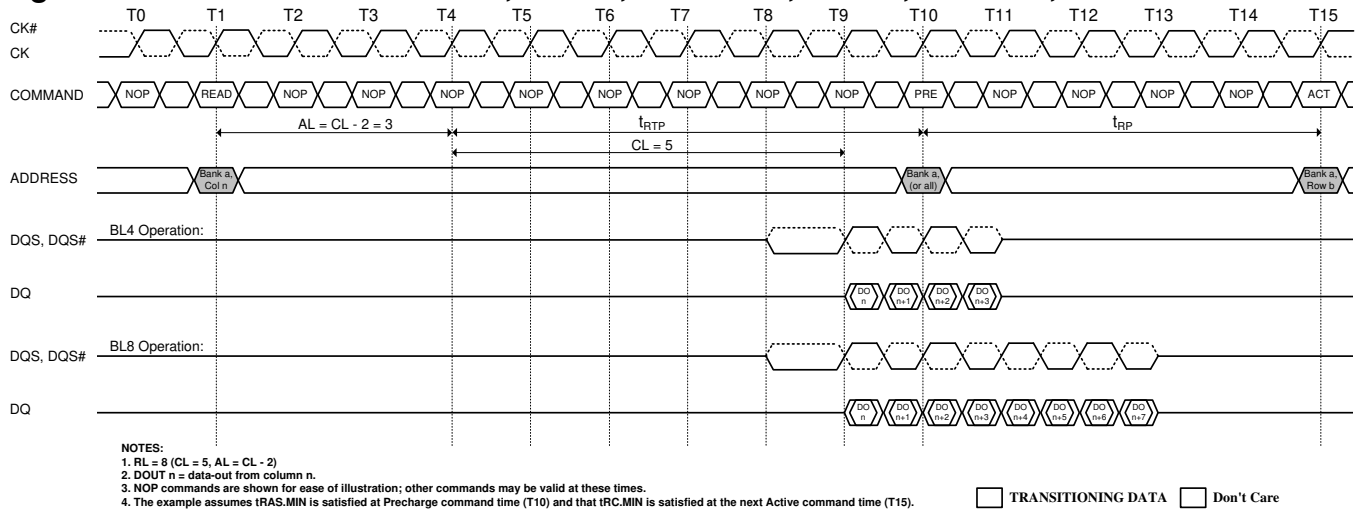 T0 T1 T2 T3 T4 T5 T6 T7 T8 T9 T10 T11 T12 T13 T14 T15
CK#
CK
COMMAND NOP READ NOP NOP NOP NOP NOP NOP NOP NOP PRE NOP NOP NOP NOP ACT
AL = CL - 2 = 3 tRTP tRP
CL = 5
ADDRESS Bank a, Col n Bank a, (or all) Bank a, Row b
BL4 Operation:
DQS, DQS#
DQ DO n DO n+1 DO n+2 DO n+3
BL8 Operation:
DQS, DQS#
DQ DO n DO n+1 DO n+2 DO n+3 DO n+4 DO n+5 DO n+6 DO n+7
NOTES:
1. RL = 8 (CL = 5, AL = CL - 2)
2. DOUT n = data-out from column n.
3. NOP commands are shown for ease of illustration; other commands may be valid at these times.
4. The example assumes tRAS.MIN is satisfied at Precharge command time (T10) and that tRC.MIN is satisfied at the next Active command time (T15).
TRANSITIONING DATA Don't Care